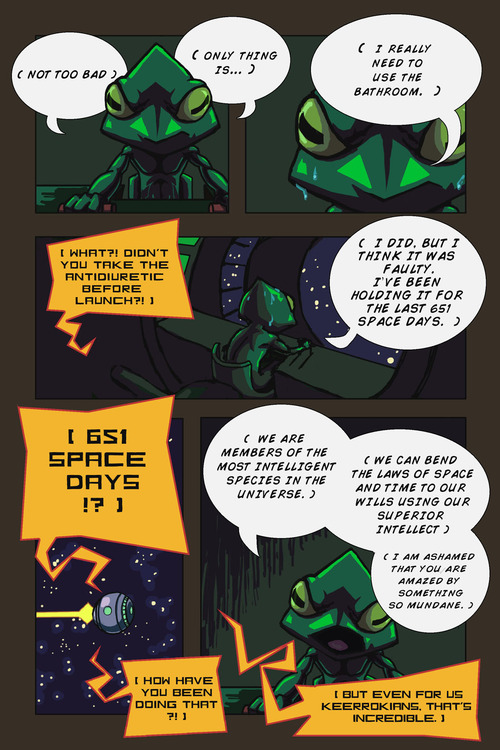 ( NOT TOO BAD )
( ONLY THING
IS... )
( I REALLY
NEED TO
USE THE
BATHROOM. )
( WHAT?! DIDN'T
YOU TAKE THE
ANTIDIURETIC
BEFORE
LAUNCH?! )
( I DID, BUT I
THINK IT WAS
FAULTY.
I'VE BEEN
HOLDING IT FOR
THE LAST 651
SPACE DAYS. )
( 651
SPACE
DAYS
!? )
( WE ARE
MEMBERS OF THE
MOST INTELLIGENT
SPECIES IN THE
UNIVERSE. )
( WE CAN BEND
THE LAWS OF SPACE
AND TIME TO OUR
WILLS USING OUR
SUPERIOR
INTELLECT )
( I AM ASHAMED
THAT YOU ARE
AMAZED BY
SOMETHING
SO MUNDANE. )
( HOW HAVE
YOU BEEN
DOING THAT
?! )
( BUT EVEN FOR US
KEERROKIANS, THAT'S
INCREDIBLE. )